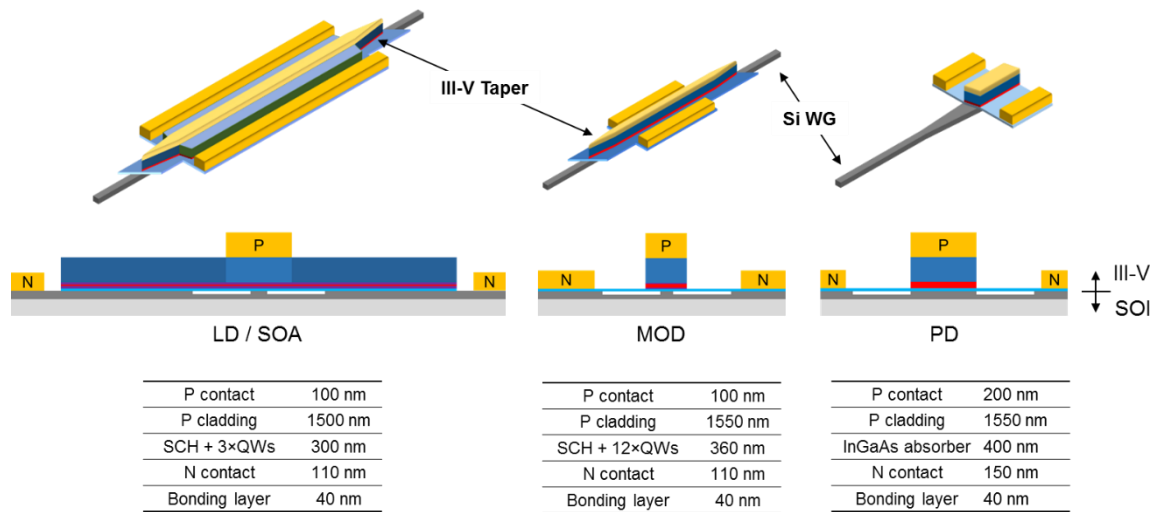 III-V Taper
Si WG
P
N
N
P
N
N
P
N
N
III-V
SOI
LD / SOA
MOD
PD
P contact 100 nm
P cladding 1500 nm
SCH + 3×QWs 300 nm
N contact 110 nm
Bonding layer 40 nm
P contact 100 nm
P cladding 1550 nm
SCH + 12×QWs 360 nm
N contact 110 nm
Bonding layer 40 nm
P contact 200 nm
P cladding 1550 nm
InGaAs absorber 400 nm
N contact 150 nm
Bonding layer 40 nm